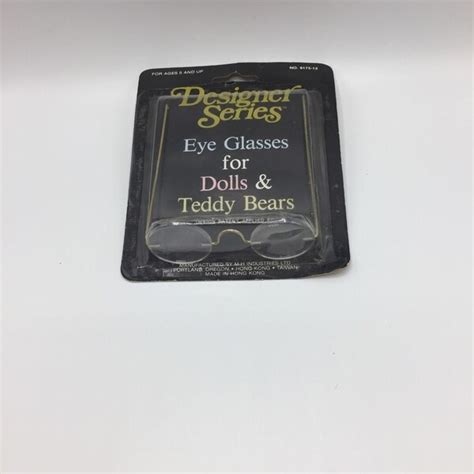 FOR AGES 5 AND UP
Designer
Series
Eye Glasses
for
Dolls &
Teddy Bears
MANUFACTURED BY M.H. INDUSTRIES LTD.
PORTLAND OREGON • HONG KONG • TAIWAN
MADE IN HONG KONG